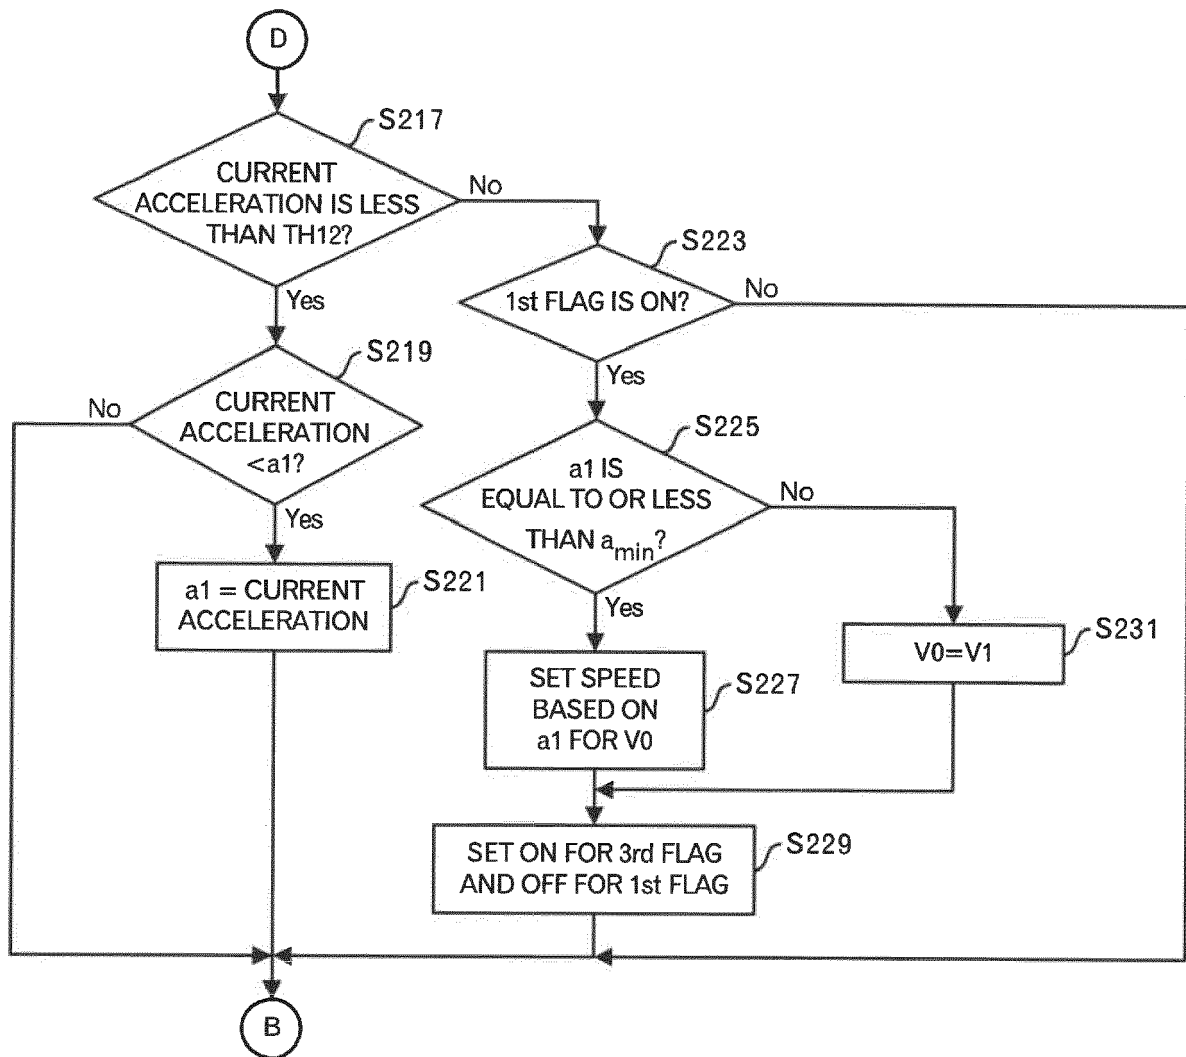 D
S217
CURRENT
ACCELERATION IS LESS
THAN TH12?
No
Yes
S223
1st FLAG IS ON?
No
Yes
S219
CURRENT
ACCELERATION
<a1?
No
Yes
S225
a1 IS
EQUAL TO OR LESS
THAN amin?
No
Yes
S221
a1 = CURRENT
ACCELERATION
S231
V0=V1
S227
SET SPEED
BASED ON
a1 FOR V0
S229
SET ON FOR 3rd FLAG
AND OFF FOR 1st FLAG
B